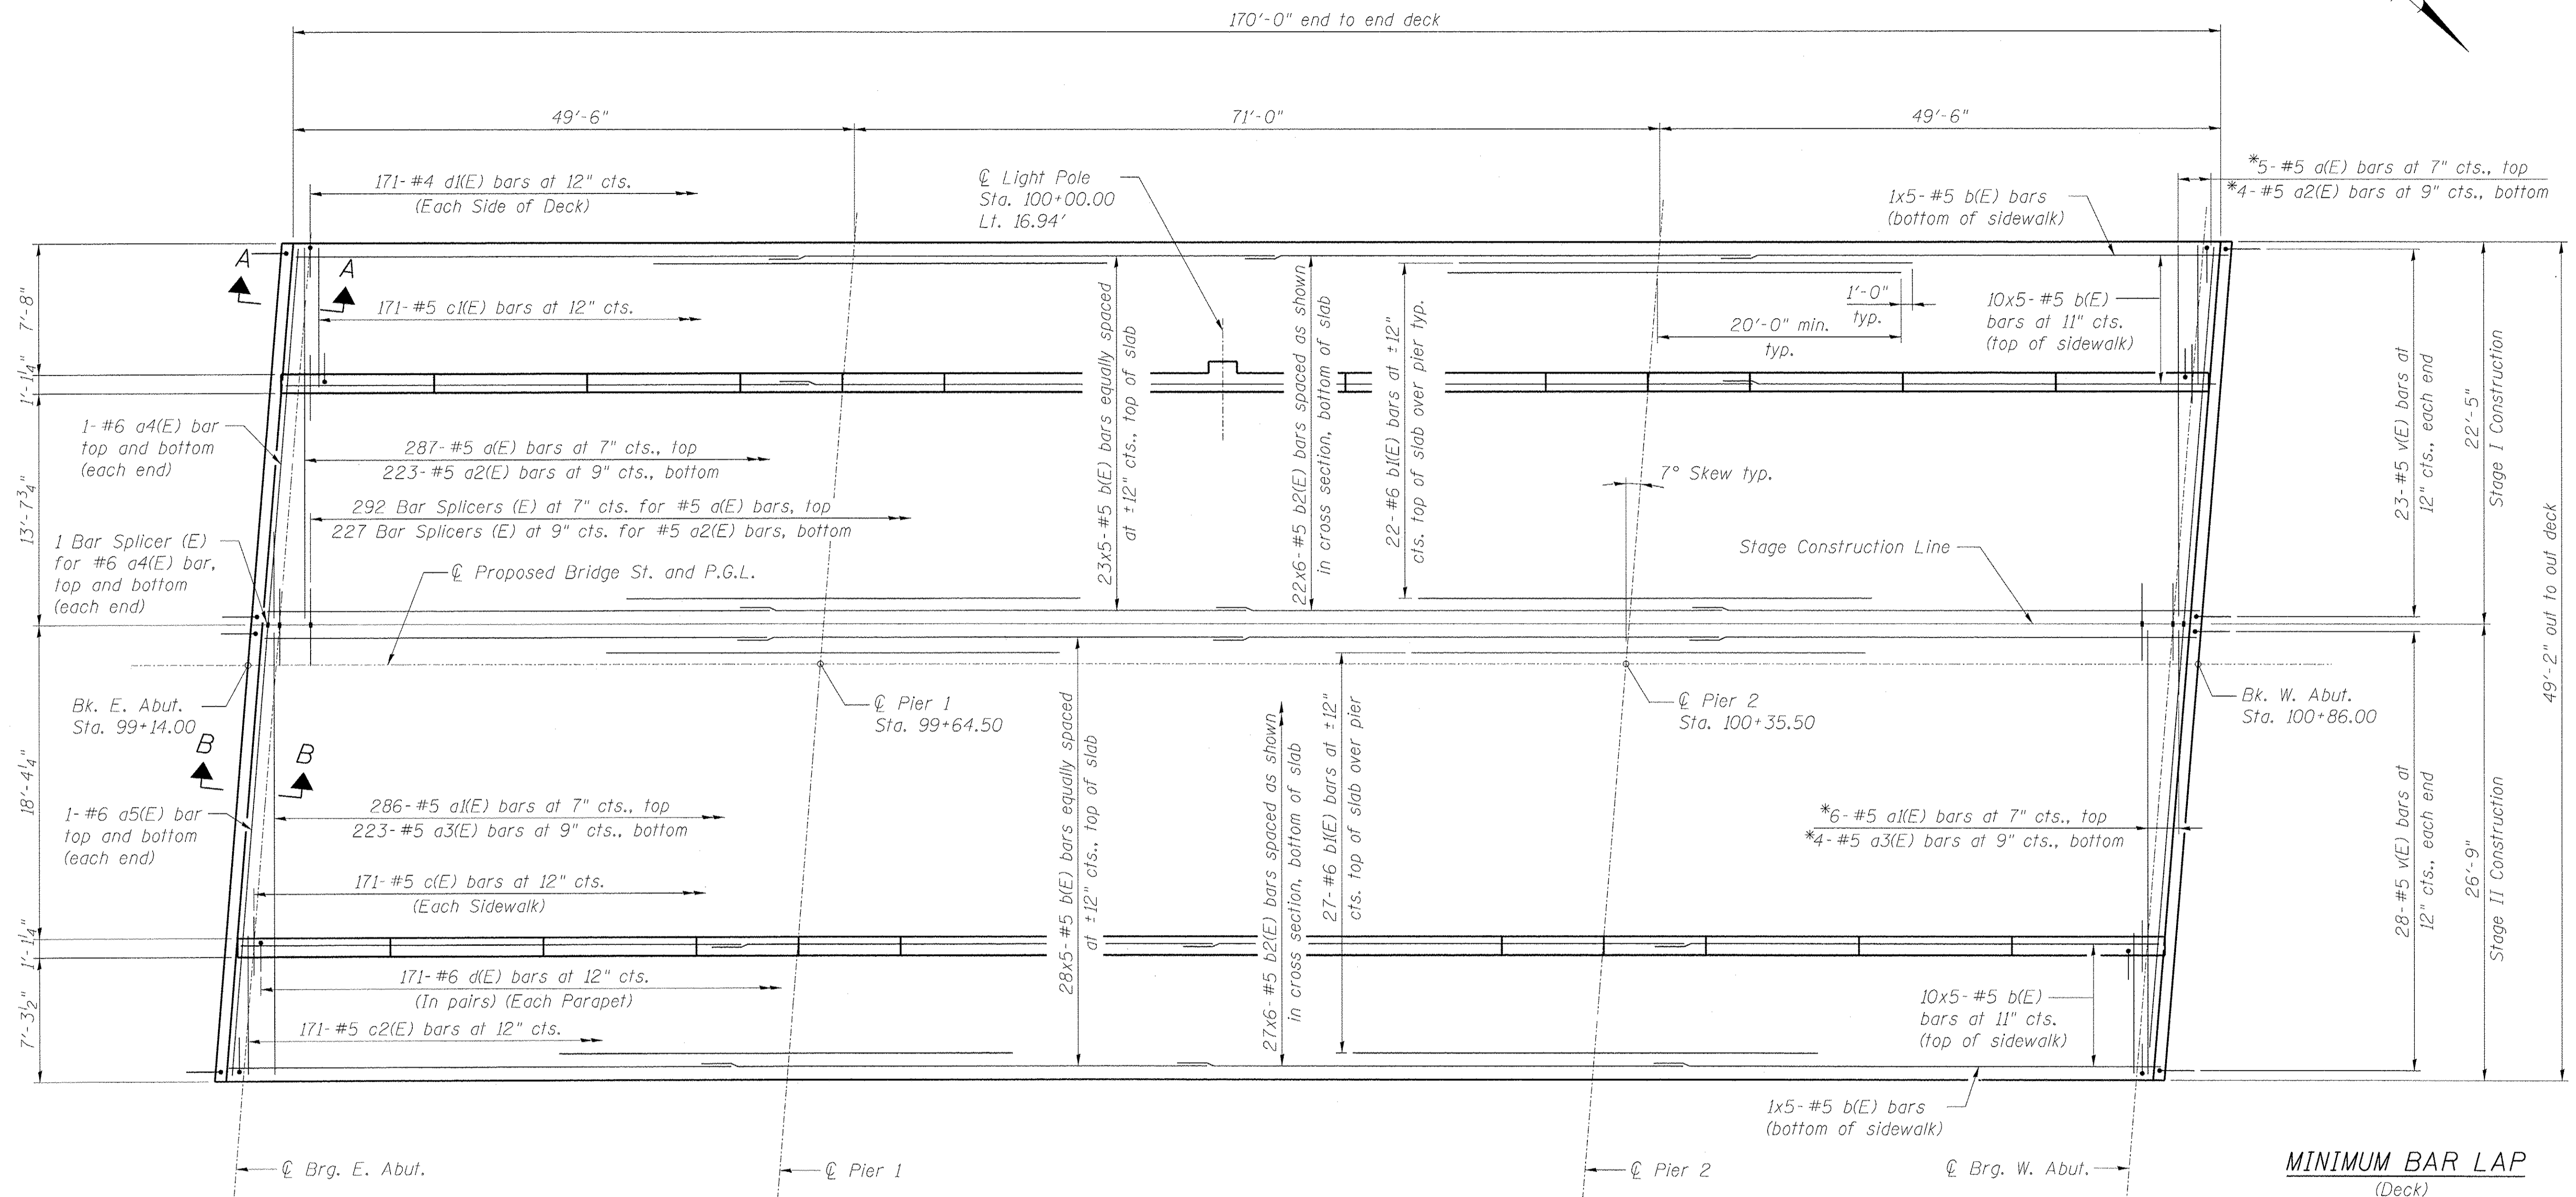 170'-0" end to end deck
49'-6"
71'-0"
49'-6"
171-#4 d1(E) bars at 12" cts.
(Each Side of Deck)
℄ Light Pole
Sta. 100+00.00
Lt. 16.94'
1x5-#5 b(E) bars
(bottom of sidewalk)
*5-#5 a(E) bars at 7" cts., top
*4-#5 a2(E) bars at 9" cts., bottom
A
A
7'-8"
171-#5 c1(E) bars at 12" cts.
23x5-#5 b(E) bars equally spaced
at ±12" cts., top of slab
22x6-#5 b2(E) bars spaced as shown
in cross section, bottom of slab
22-#6 b1(E) bars at ±12"
cts. top of slab over pier typ.
1'-0"
typ.
20'-0" min.
typ.
10x5-#5 b(E)
bars at 11" cts.
(top of sidewalk)
23-#5 v(E) bars at
12" cts., each end
22'-5"
Stage I Construction
1'-1¼"
1-#6 a4(E) bar
top and bottom
(each end)
287-#5 a(E) bars at 7" cts., top
223-#5 a2(E) bars at 9" cts., bottom
7° Skew typ.
13'-7¾"
292 Bar Splicers (E) at 7" cts. for #5 a(E) bars, top
227 Bar Splicers (E) at 9" cts. for #5 a2(E) bars, bottom
1 Bar Splicer (E)
for #6 a4(E) bar,
top and bottom
(each end)
℄ Proposed Bridge St. and P.G.L.
Stage Construction Line
49'-2" out to out deck
Bk. E. Abut.
Sta. 99+14.00
℄ Pier 1
Sta. 99+64.50
℄ Pier 2
Sta. 100+35.50
Bk. W. Abut.
Sta. 100+86.00
B
B
18'-4¼"
28x5-#5 b(E) bars equally spaced
at ±12" cts., top of slab
27x6-#5 b2(E) bars spaced as shown
in cross section, bottom of slab
27-#6 b1(E) bars at ±12"
cts. top of slab over pier
1-#6 a5(E) bar
top and bottom
(each end)
286-#5 a1(E) bars at 7" cts., top
223-#5 a3(E) bars at 9" cts., bottom
*6-#5 a1(E) bars at 7" cts., top
*4-#5 a3(E) bars at 9" cts., bottom
28-#5 v(E) bars at
12" cts., each end
26'-9"
Stage II Construction
171-#5 c(E) bars at 12" cts.
(Each Sidewalk)
1'-1¼"
171-#6 d(E) bars at 12" cts.
(In pairs) (Each Parapet)
7'-3½"
171-#5 c2(E) bars at 12" cts.
10x5-#5 b(E)
bars at 11" cts.
(top of sidewalk)
1x5-#5 b(E) bars
(bottom of sidewalk)
℄ Brg. E. Abut.
℄ Pier 1
℄ Pier 2
℄ Brg. W. Abut.
MINIMUM BAR LAP
(Deck)